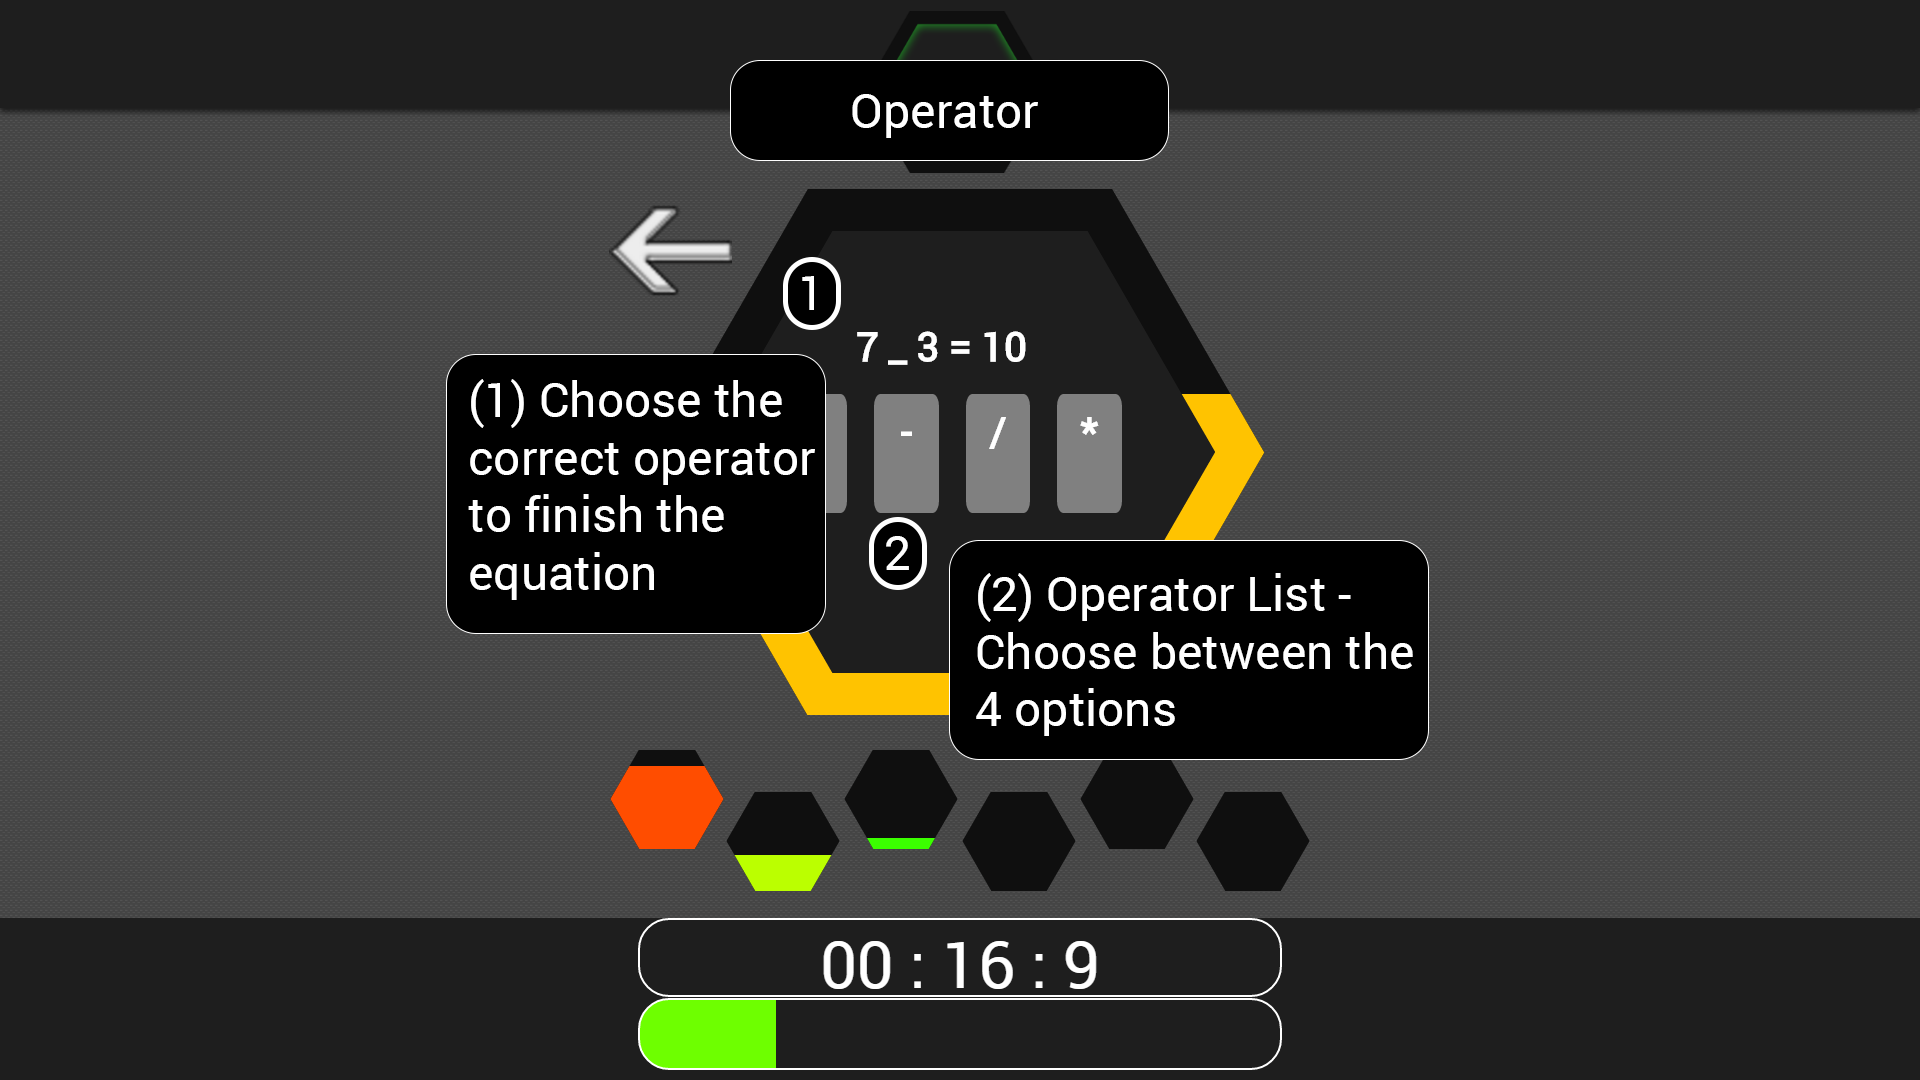 Operator
1
7 _ 3 = 10
(1) Choose the
correct operator
to finish the
equation
- / *
2
(2) Operator List -
Choose between the
4 options
00 : 16 : 9